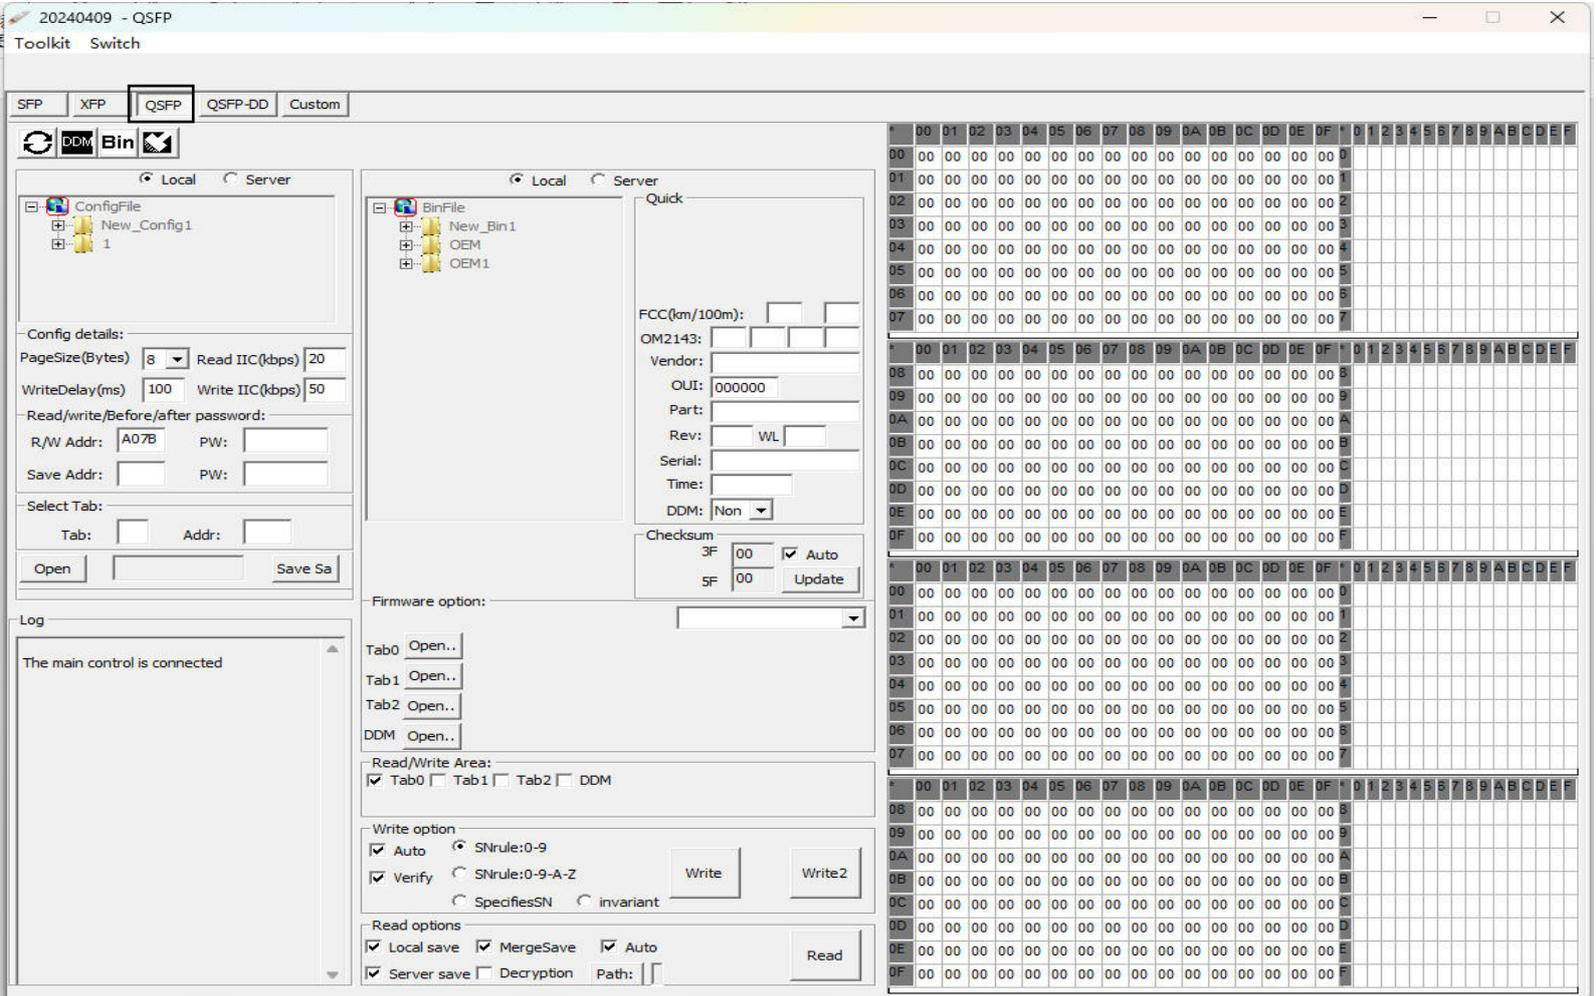 20240409 - QSFP
Toolkit Switch
SFP XFP QSFP QSFP-DD Custom
DDM Bin
Local Server
ConfigFile
New_Config1
1
Config details:
PageSize(Bytes) 8 Read IIC(kbps) 20
WriteDelay(ms) 100 Write IIC(kbps) 50
Read/write/Before/after password:
R/W Addr: A07B PW:
Save Addr: PW:
Select Tab:
Tab: Addr:
Open Save Sa
Log
The main control is connected
Local Server
BinFile
New_Bin1
OEM
OEM1
Quick
FCC(km/100m):
OM2143:
Vendor:
OUI: 000000
Part:
Rev: WL
Serial:
Time:
DDM: Non
Checksum
3F 00 Auto
5F 00 Update
Firmware option:
Tab0 Open..
Tab1 Open..
Tab2 Open..
DDM Open..
Read/Write Area:
Tab0 Tab1 Tab2 DDM
Write option
Auto SNrule:0-9
Verify SNrule:0-9-A-Z
SpecifiesSN invariant
Write Write2
Read options
Local save MergeSave Auto
Server save Decryption Path:
Read
* 00 01 02 03 04 05 06 07 08 09 0A 0B 0C 0D 0E 0F * 0 1 2 3 4 5 6 7 8 9 A B C D E F
00 00 00 00 00 00 00 00 00 00 00 00 00 00 00 00 00 0
01 00 00 00 00 00 00 00 00 00 00 00 00 00 00 00 00 1
02 00 00 00 00 00 00 00 00 00 00 00 00 00 00 00 00 2
03 00 00 00 00 00 00 00 00 00 00 00 00 00 00 00 00 3
04 00 00 00 00 00 00 00 00 00 00 00 00 00 00 00 00 4
05 00 00 00 00 00 00 00 00 00 00 00 00 00 00 00 00 5
06 00 00 00 00 00 00 00 00 00 00 00 00 00 00 00 00 6
07 00 00 00 00 00 00 00 00 00 00 00 00 00 00 00 00 7
* 00 01 02 03 04 05 06 07 08 09 0A 0B 0C 0D 0E 0F * 0 1 2 3 4 5 6 7 8 9 A B C D E F
08 00 00 00 00 00 00 00 00 00 00 00 00 00 00 00 00 8
09 00 00 00 00 00 00 00 00 00 00 00 00 00 00 00 00 9
0A 00 00 00 00 00 00 00 00 00 00 00 00 00 00 00 00 A
0B 00 00 00 00 00 00 00 00 00 00 00 00 00 00 00 00 B
0C 00 00 00 00 00 00 00 00 00 00 00 00 00 00 00 00 C
0D 00 00 00 00 00 00 00 00 00 00 00 00 00 00 00 00 D
0E 00 00 00 00 00 00 00 00 00 00 00 00 00 00 00 00 E
0F 00 00 00 00 00 00 00 00 00 00 00 00 00 00 00 00 F
* 00 01 02 03 04 05 06 07 08 09 0A 0B 0C 0D 0E 0F * 0 1 2 3 4 5 6 7 8 9 A B C D E F
00 00 00 00 00 00 00 00 00 00 00 00 00 00 00 00 00 0
01 00 00 00 00 00 00 00 00 00 00 00 00 00 00 00 00 1
02 00 00 00 00 00 00 00 00 00 00 00 00 00 00 00 00 2
03 00 00 00 00 00 00 00 00 00 00 00 00 00 00 00 00 3
04 00 00 00 00 00 00 00 00 00 00 00 00 00 00 00 00 4
05 00 00 00 00 00 00 00 00 00 00 00 00 00 00 00 00 5
06 00 00 00 00 00 00 00 00 00 00 00 00 00 00 00 00 6
07 00 00 00 00 00 00 00 00 00 00 00 00 00 00 00 00 7
* 00 01 02 03 04 05 06 07 08 09 0A 0B 0C 0D 0E 0F * 0 1 2 3 4 5 6 7 8 9 A B C D E F
08 00 00 00 00 00 00 00 00 00 00 00 00 00 00 00 00 8
09 00 00 00 00 00 00 00 00 00 00 00 00 00 00 00 00 9
0A 00 00 00 00 00 00 00 00 00 00 00 00 00 00 00 00 A
0B 00 00 00 00 00 00 00 00 00 00 00 00 00 00 00 00 B
0C 00 00 00 00 00 00 00 00 00 00 00 00 00 00 00 00 C
0D 00 00 00 00 00 00 00 00 00 00 00 00 00 00 00 00 D
0E 00 00 00 00 00 00 00 00 00 00 00 00 00 00 00 00 E
0F 00 00 00 00 00 00 00 00 00 00 00 00 00 00 00 00 F